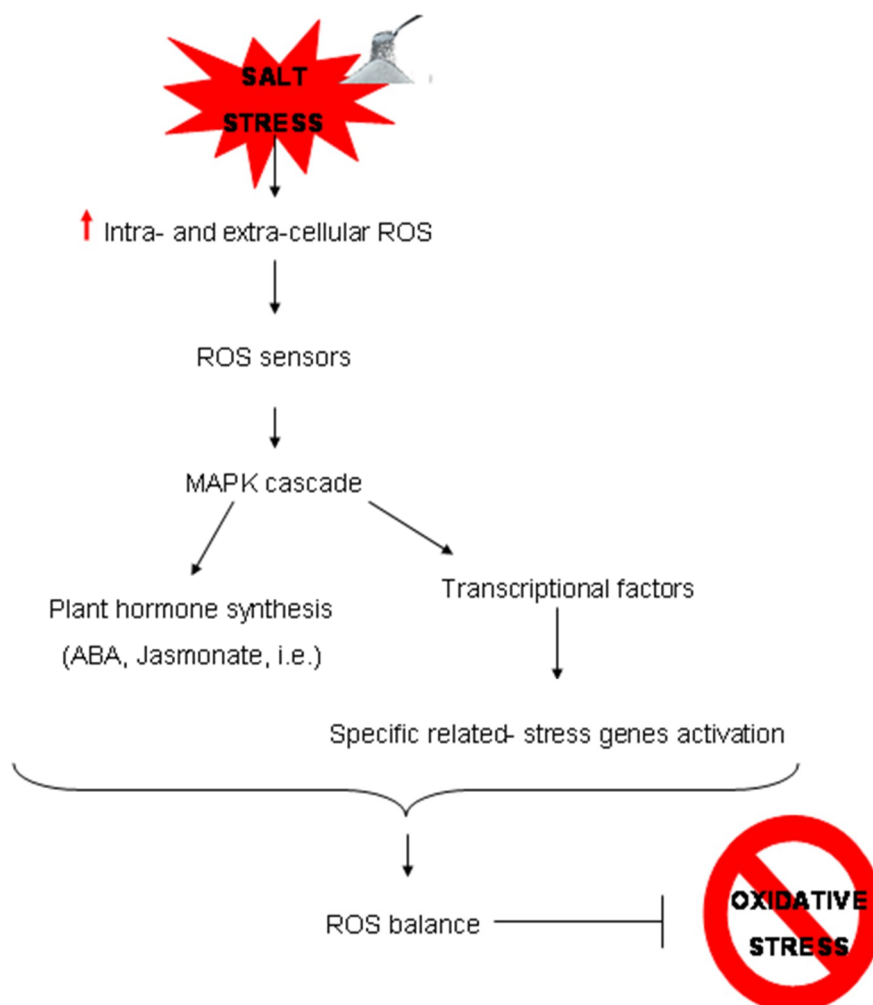 SALT
STRESS
Intra- and extra-cellular ROS
ROS sensors
MAPK cascade
Plant hormone synthesis
(ABA, Jasmonate, i.e.)
Transcriptional factors
Specific related- stress genes activation
ROS balance
OXIDATIVE
STRESS